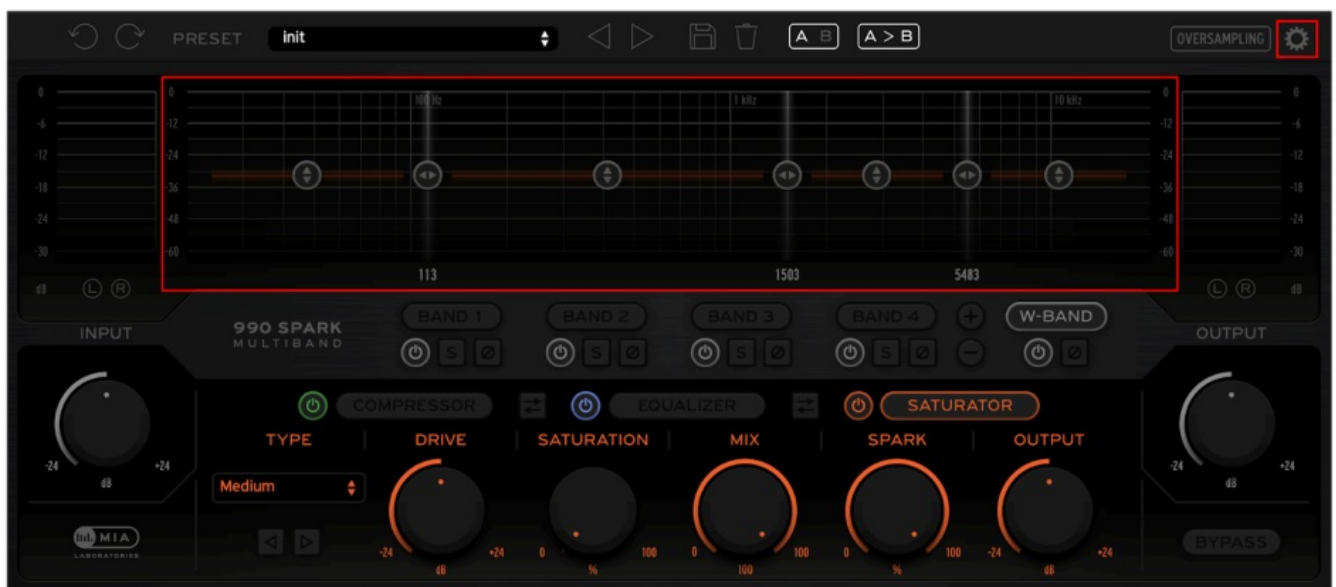 PRESET init A B A > B OVERSAMPLING
0 0 100 Hz 1 kHz 10 kHz 0 0
-6 -12 -12 -6
-12 -24 -24 -12
-18 -36 -36 -18
-24 -48 -48 -24
-30 -60 -60 -30
113 1503 5483
dB L R L R dB
INPUT 990 SPARK BAND 1 BAND 2 BAND 3 BAND 4 + W-BAND OUTPUT
MULTIBAND
S Ø S Ø S Ø S Ø - Ø
COMPRESSOR EQUALIZER SATURATOR
TYPE DRIVE SATURATION MIX SPARK OUTPUT
-24 +24 -24 +24
dB dB
Medium
MIA
LABORATORIES
BYPASS
-24 +24 0 100 0 100 0 100 -24 +24
dB % 100 % dB